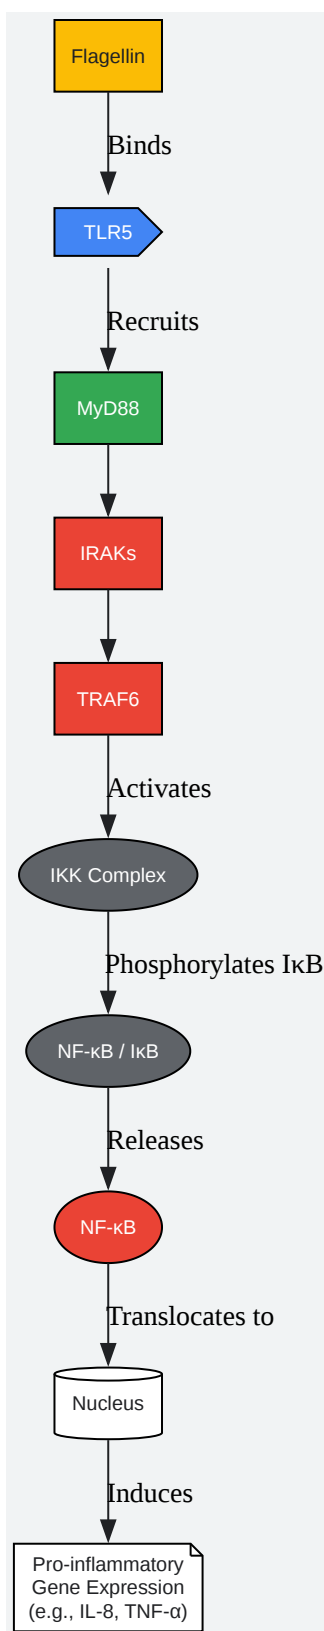 Flagellin
Binds
TLR5
Recruits
MyD88
IRAKs
TRAF6
Activates
IKK Complex
Phosphorylates IκB
NF-κB / IκB
Releases
NF-κB
Translocates to
Nucleus
Induces
Pro-inflammatory
Gene Expression
(e.g., IL-8, TNF-α)